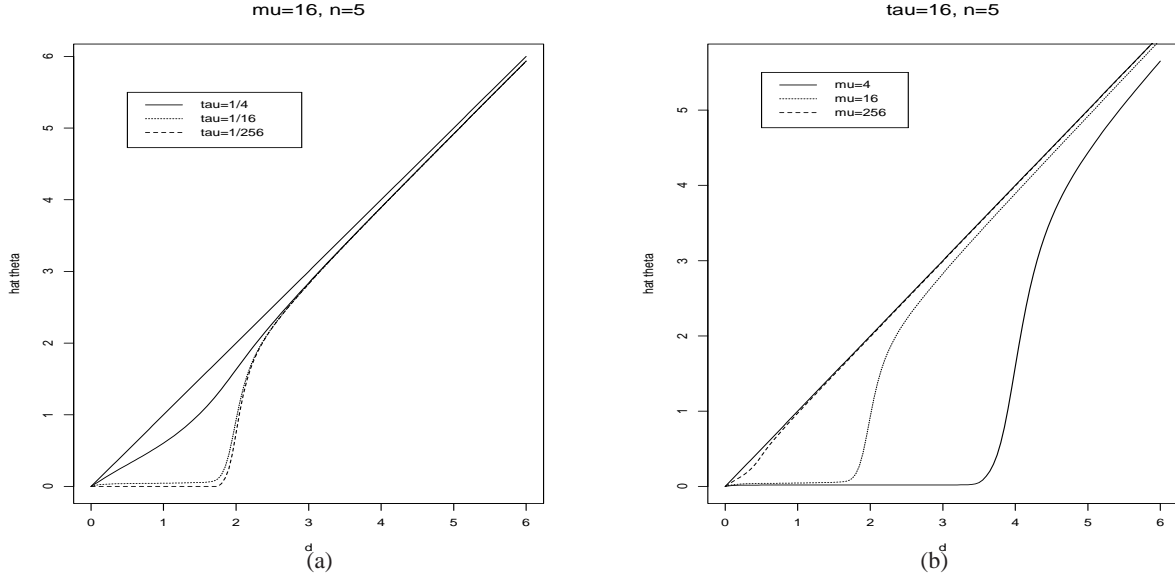 mu=16, n=5
6
5
4
3
2
1
0
hat theta
tau=1/4
tau=1/16
tau=1/256
0 1 2 3 4 5 6
d
(a)
tau=16, n=5
5
4
3
2
1
0
hat theta
mu=4
mu=16
mu=256
0 1 2 3 4 5 6
d
(b)